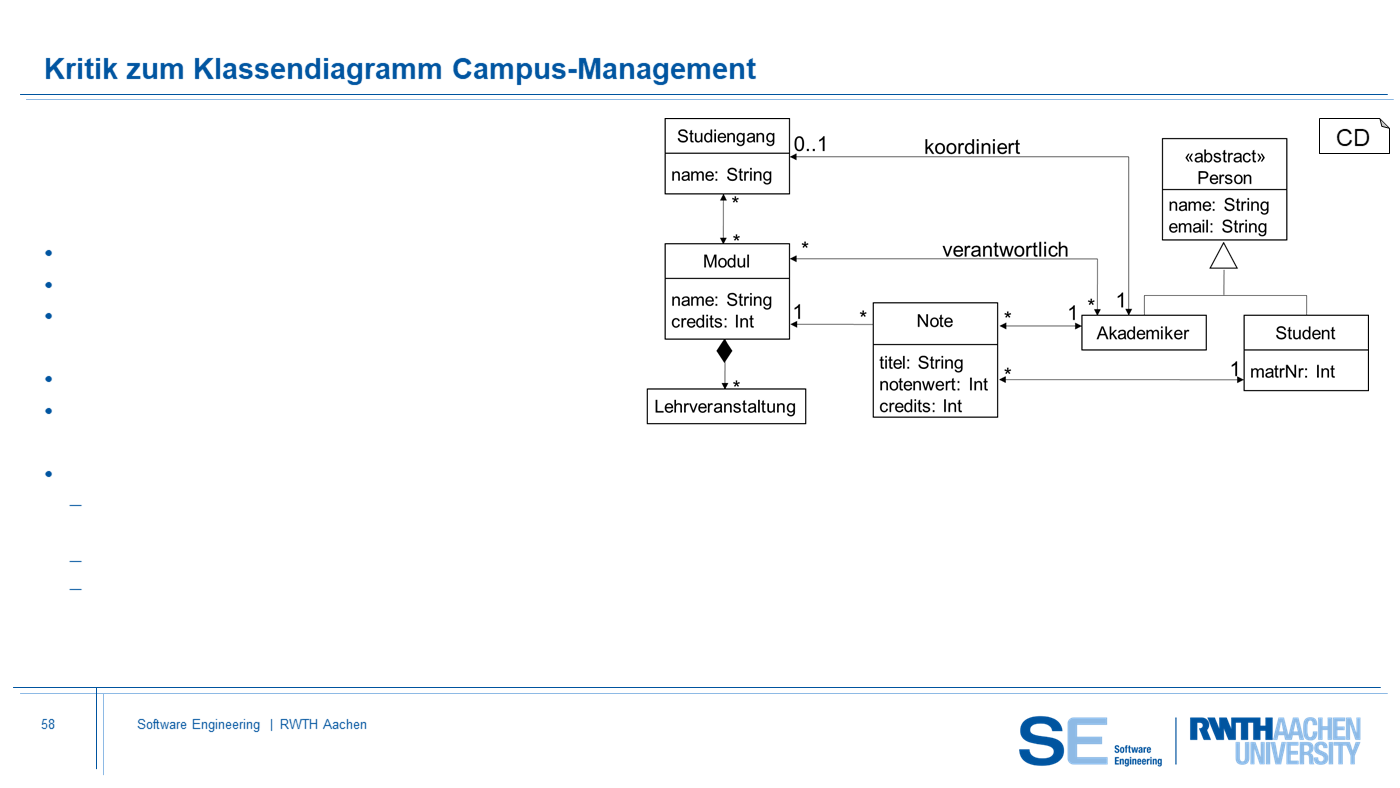 Kritik zum Klassendiagramm Campus-Management
CD
Studiengang
name: String
0..1
koordiniert
«abstract»
Person
name: String
email: String
*
*
Modul
name: String
credits: Int
*
verantwortlich
*
1
1
*
Note
titel: String
notenwert: Int
credits: Int
*
1
Akademiker
*
1
Student
matrNr: Int
*
Lehrveranstaltung
58
Software Engineering | RWTH Aachen
SE Software
Engineering
RWTHAACHEN
UNIVERSITY